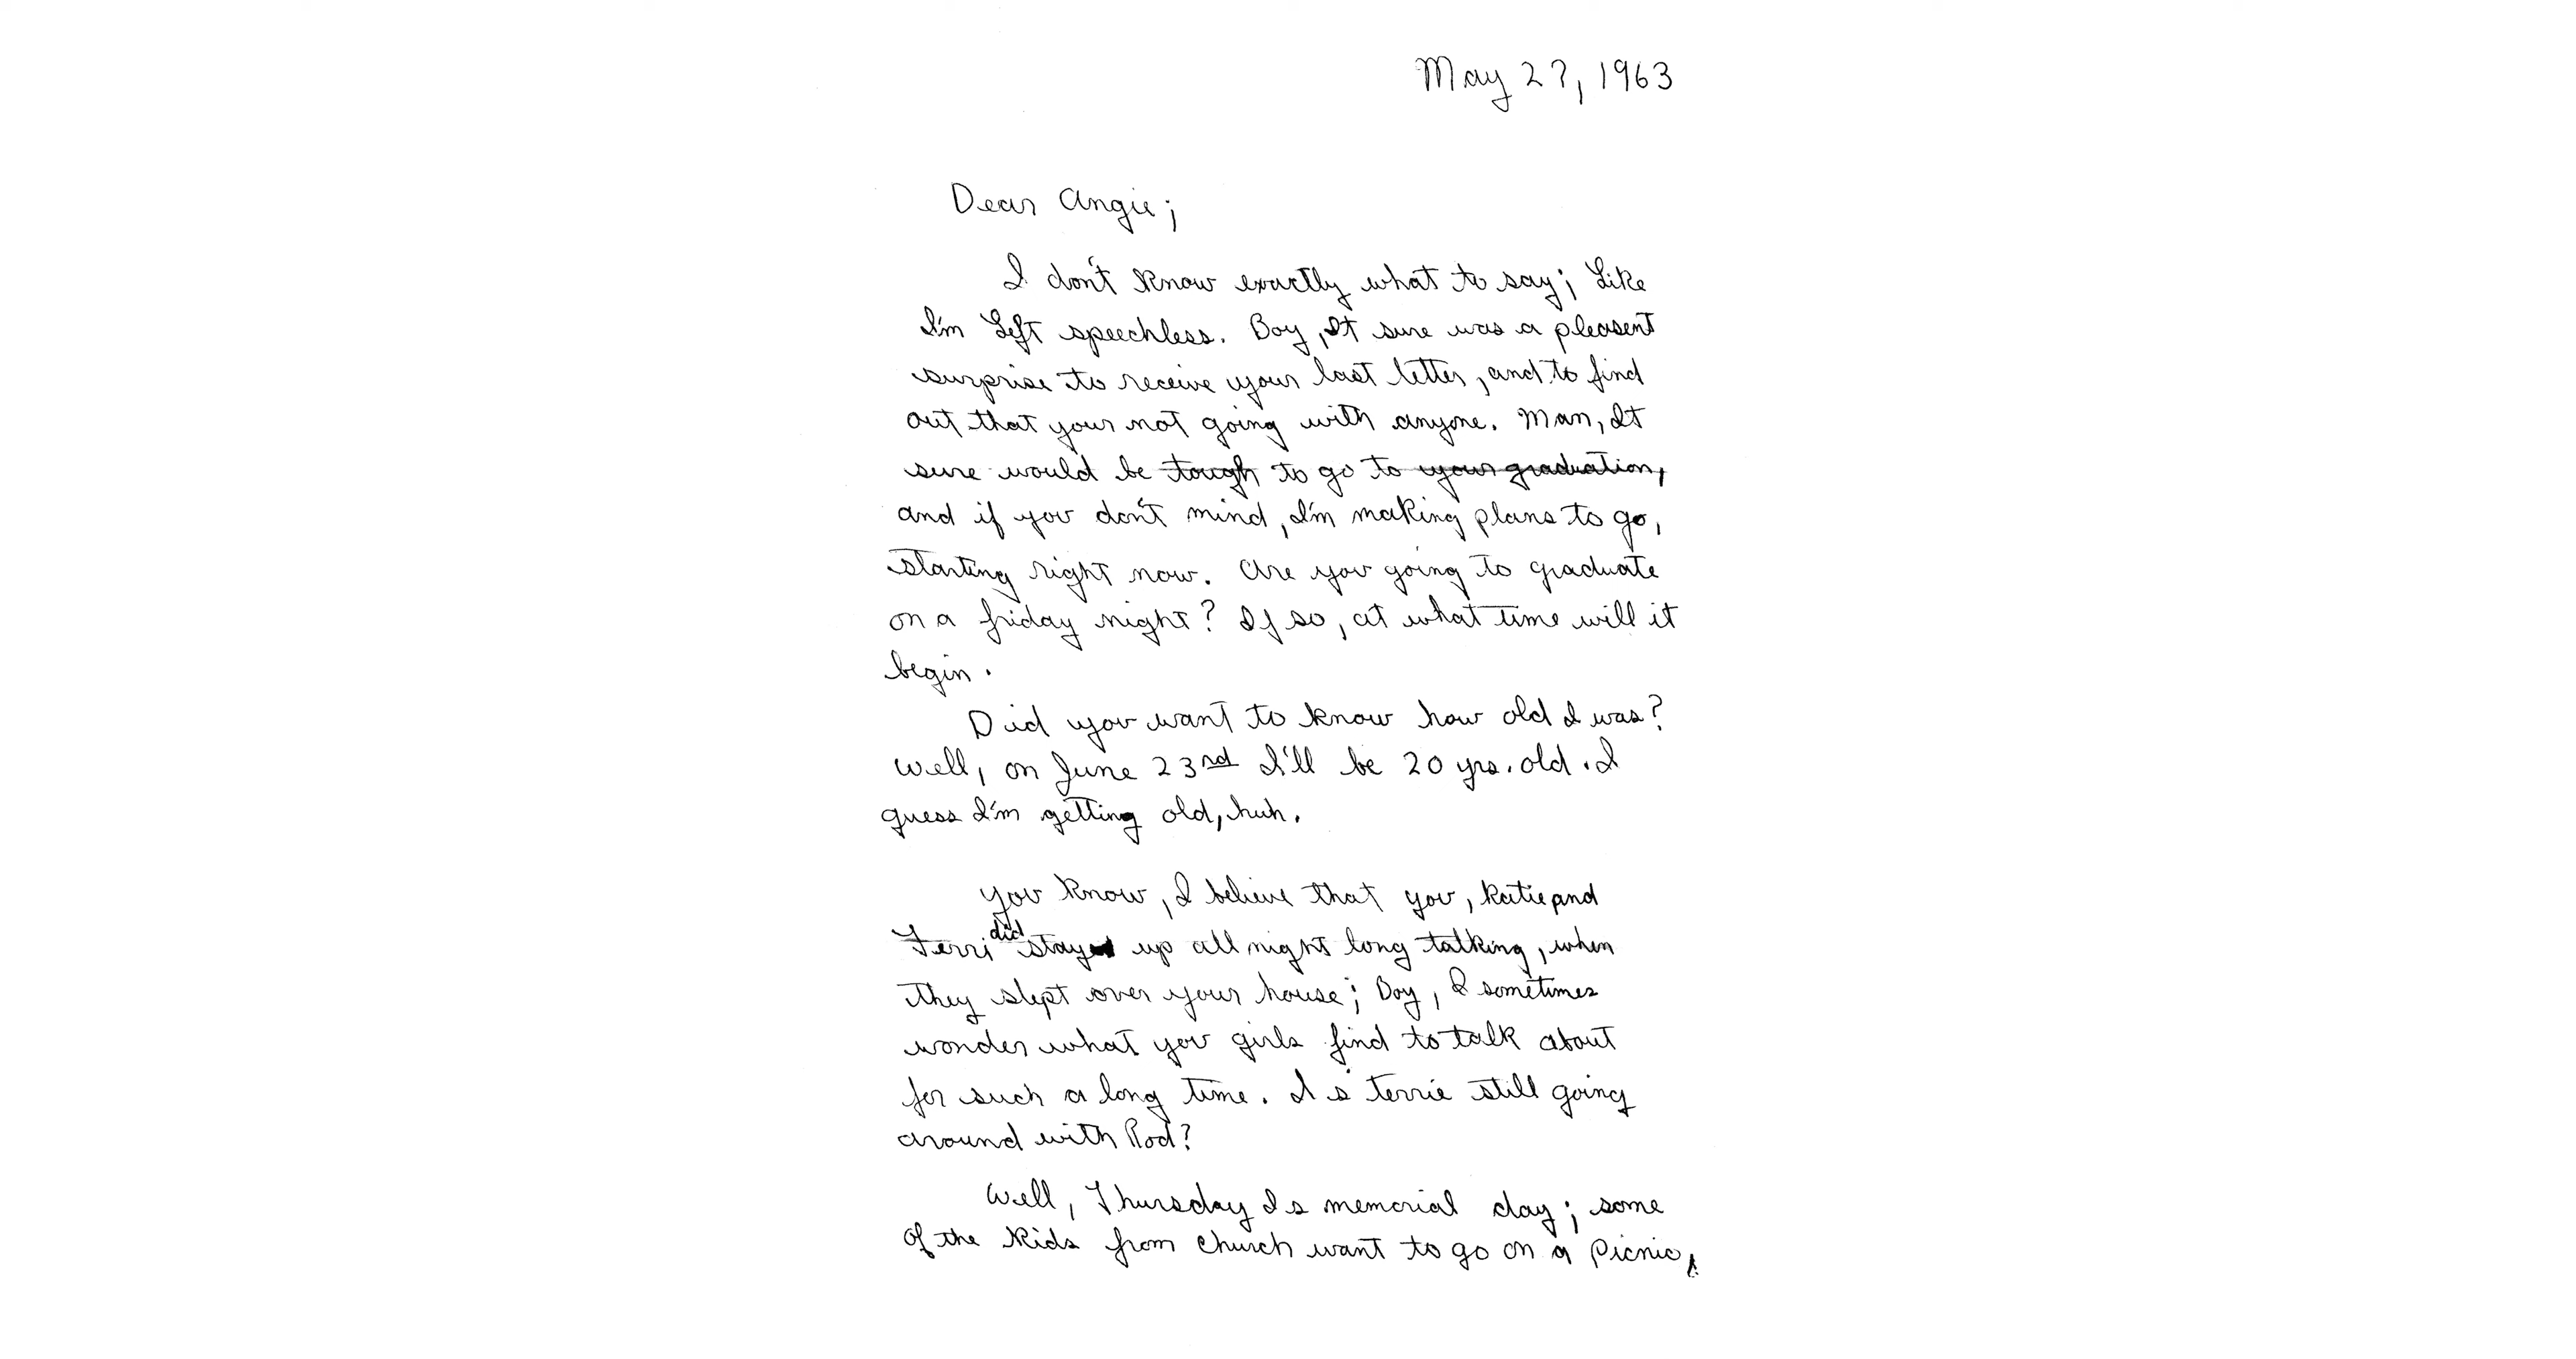 May 27, 1963
Dear Angie;
I don't know exactly what to say; Like
I'm Left speechless. Boy, It sure was a pleasent
surprise to receive your last letter, and to find
out that your not going with anyone. Man, It
sure would be tough to go to your graduation,
and if you don't mind, I'm making plans to go,
starting right now. Are you going to graduate
on a friday night? If so, at what time will it
begin.
Did you want to know how old I was?
Well, on June 23rd I'll be 20 yrs. old. I
guess I'm getting old, huh.
You know, I believe that you, Katie and
Terri did stay up all night long talking, when
they slept over your house; Boy, I sometimes
wonder what you girls find to talk about
for such a long time. Is terrie still going
around with Rod?
Well, Thursday Is memorial day; some
of the kids from church want to go on a picnic,